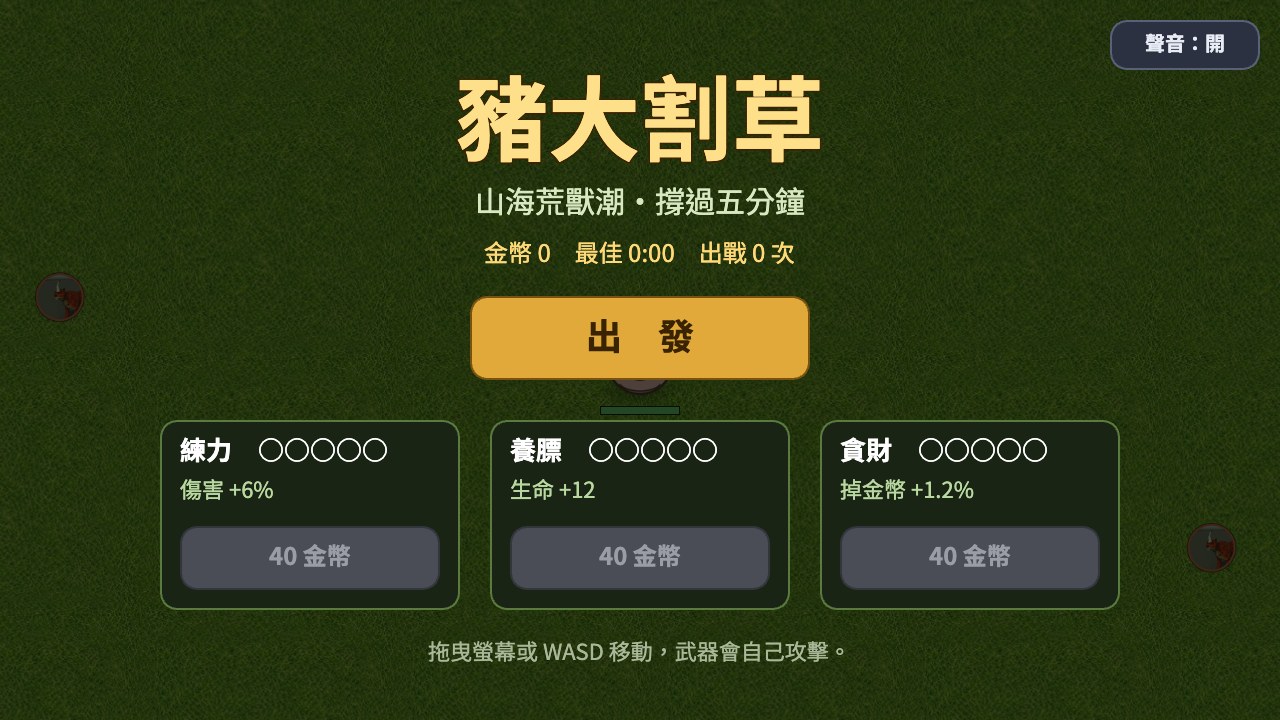 聲音：開
豬大割草
山海荒獸潮・撐過五分鐘
金幣 0　最佳 0:00　出戰 0 次
出　發
練力　○○○○○
傷害 +6%
40 金幣
養膘　○○○○○
生命 +12
40 金幣
貪財　○○○○○
掉金幣 +1.2%
40 金幣
拖曳螢幕或 WASD 移動，武器會自己攻擊。